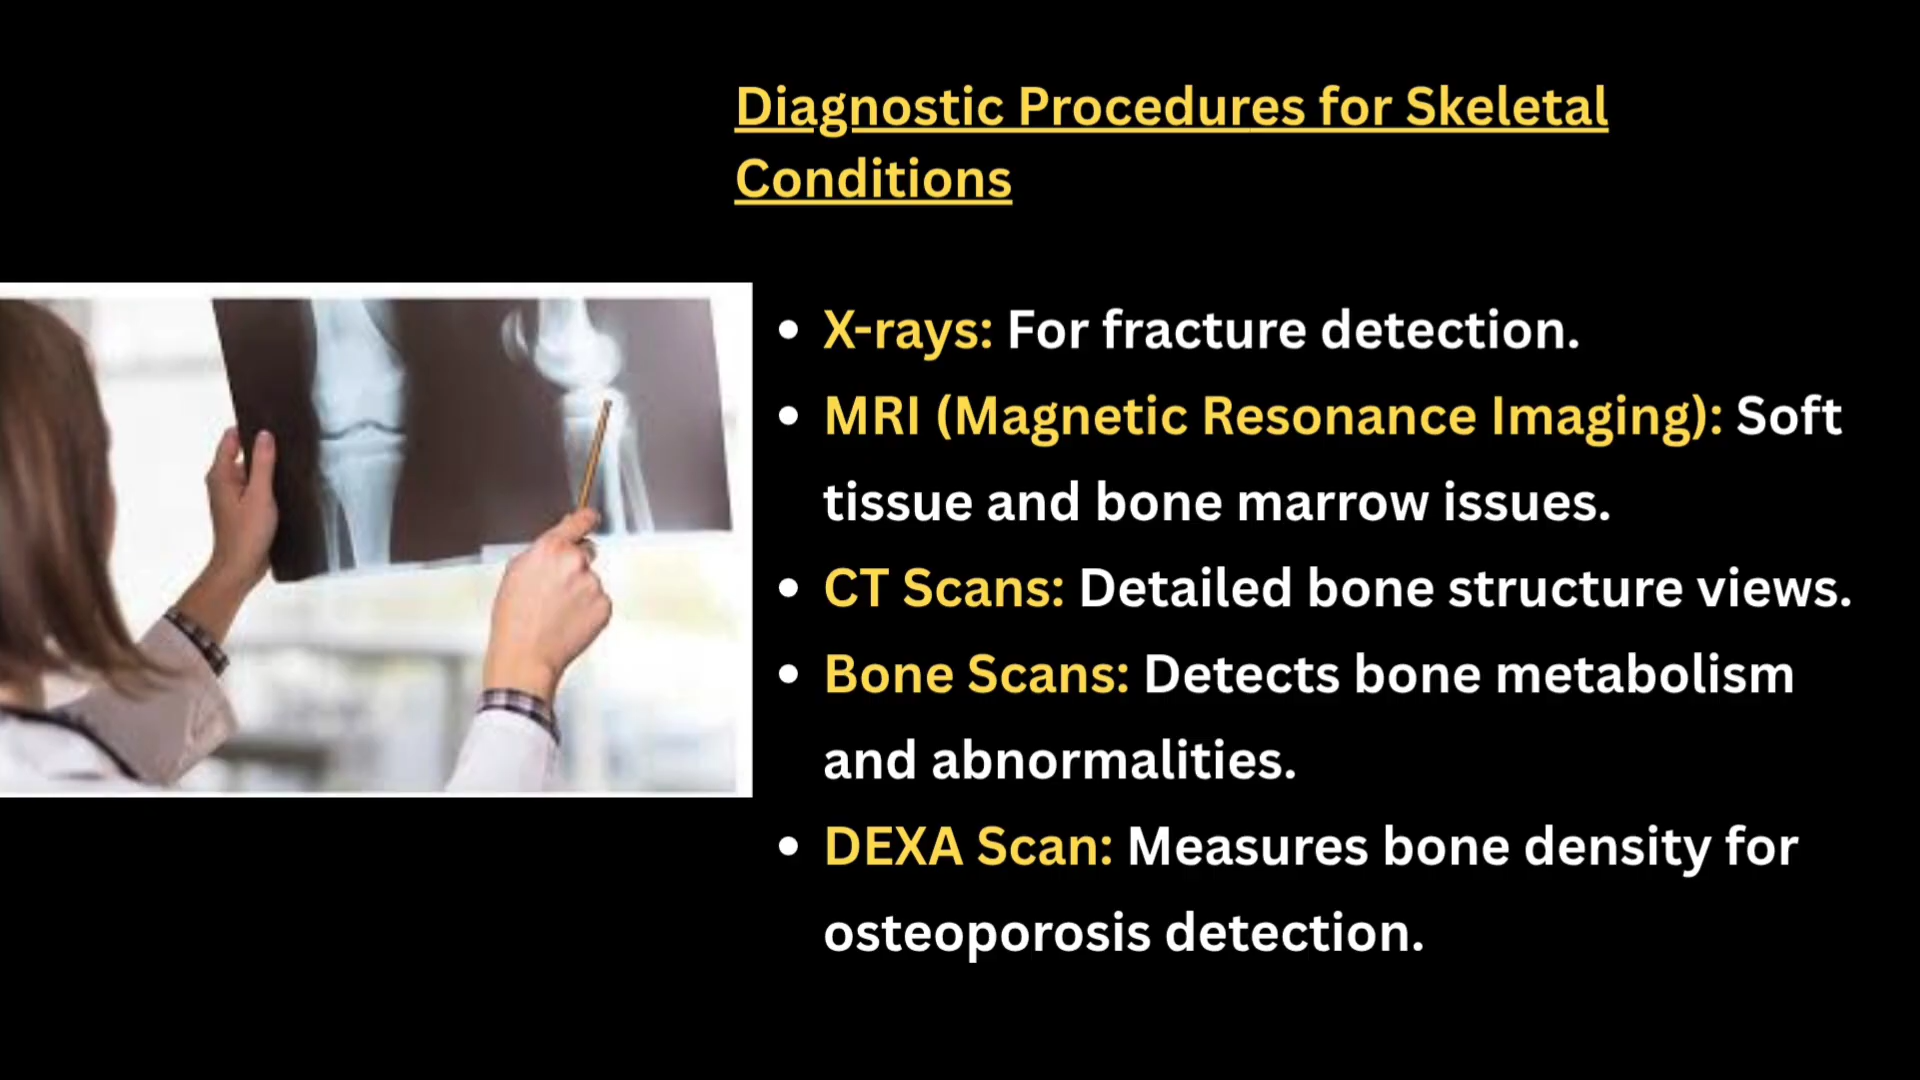 Diagnostic Procedures for Skeletal
Conditions
• X-rays: For fracture detection.
• MRI (Magnetic Resonance Imaging): Soft
tissue and bone marrow issues.
• CT Scans: Detailed bone structure views.
• Bone Scans: Detects bone metabolism
and abnormalities.
• DEXA Scan: Measures bone density for
osteoporosis detection.